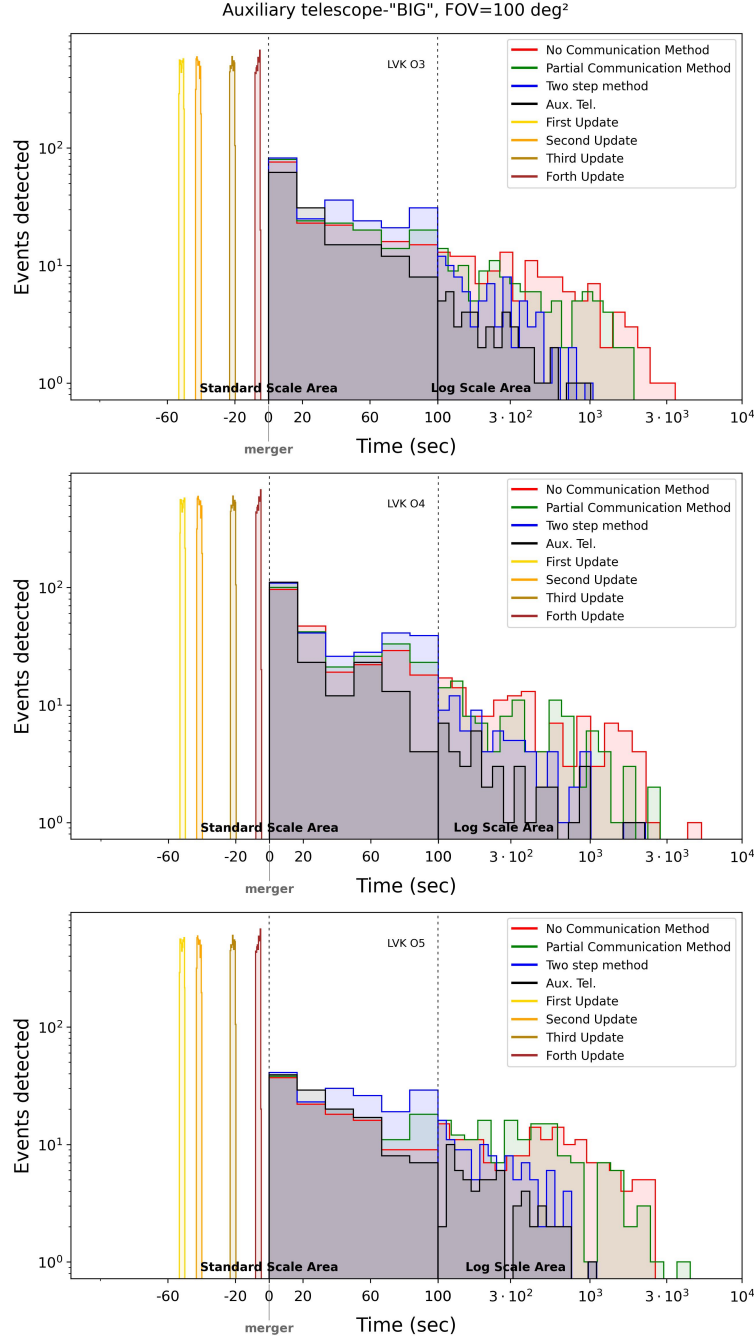 Auxiliary telescope-"BIG", FOV=100 deg²
LVK O3
No Communication Method
Partial Communication Method
Two step method
Aux. Tel.
First Update
Second Update
Third Update
Forth Update
Events detected
10²
10¹
10⁰
Standard Scale Area
Log Scale Area
-60 -20 0 20 60 100 3·10² 10³ 3·10³ 10⁴
merger
Time (sec)
LVK O4
No Communication Method
Partial Communication Method
Two step method
Aux. Tel.
First Update
Second Update
Third Update
Forth Update
Events detected
10²
10¹
10⁰
Standard Scale Area
Log Scale Area
-60 -20 0 20 60 100 3·10² 10³ 3·10³ 10⁴
merger
Time (sec)
LVK O5
No Communication Method
Partial Communication Method
Two step method
Aux. Tel.
First Update
Second Update
Third Update
Forth Update
Events detected
10²
10¹
10⁰
Standard Scale Area
Log Scale Area
-60 -20 0 20 60 100 3·10² 10³ 3·10³ 10⁴
merger
Time (sec)